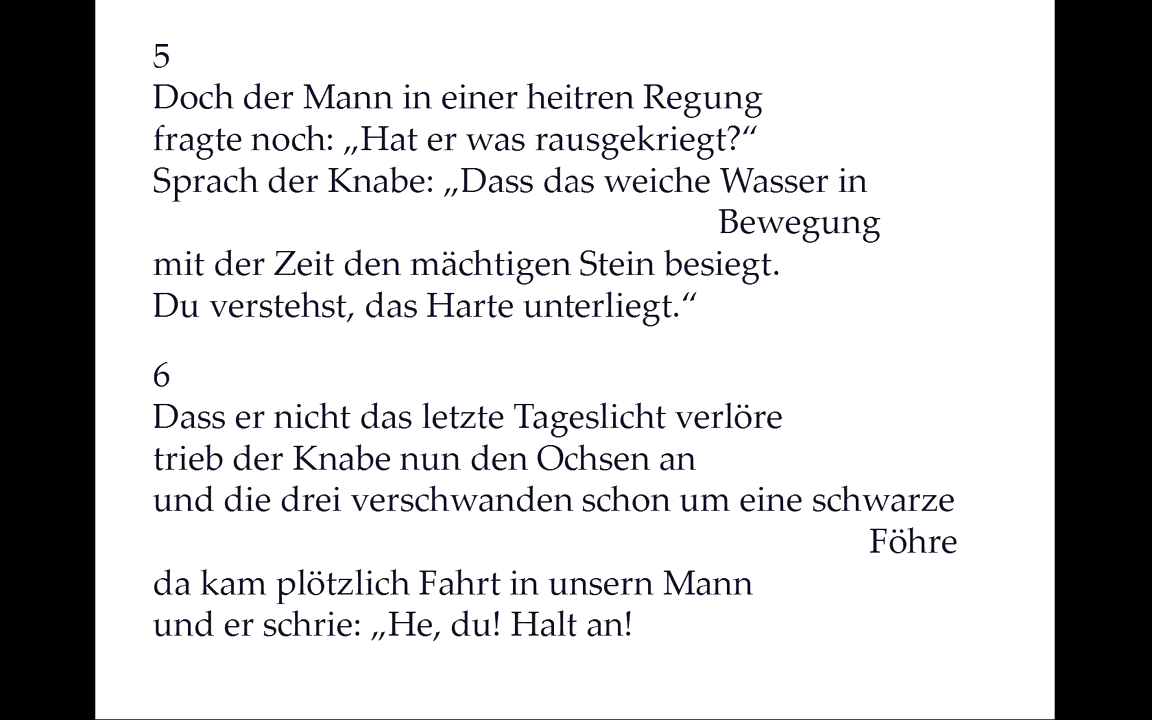 5
Doch der Mann in einer heitren Regung
fragte noch: „Hat er was rausgekriegt?“
Sprach der Knabe: „Dass das weiche Wasser in
Bewegung
mit der Zeit den mächtigen Stein besiegt.
Du verstehst, das Harte unterliegt.“
6
Dass er nicht das letzte Tageslicht verlöre
trieb der Knabe nun den Ochsen an
und die drei verschwanden schon um eine schwarze
Föhre
da kam plötzlich Fahrt in unsern Mann
und er schrie: „He, du! Halt an!